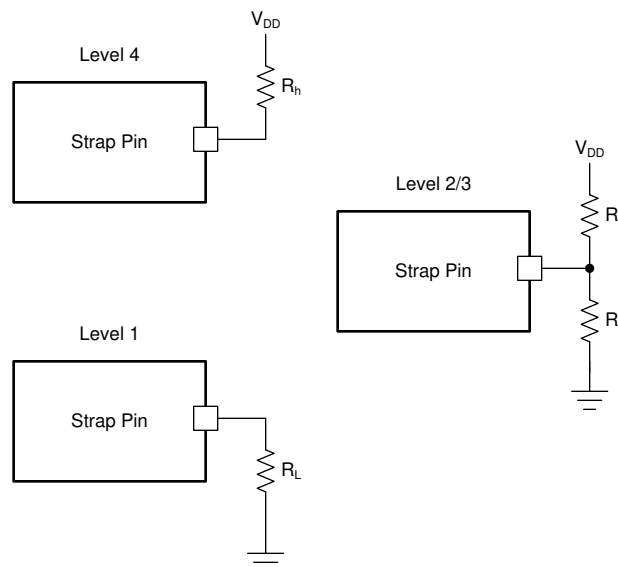 V_DD
Level 4
R_h
Strap Pin
V_DD
Level 2/3
R
Strap Pin
R
Level 1
Strap Pin
R_L